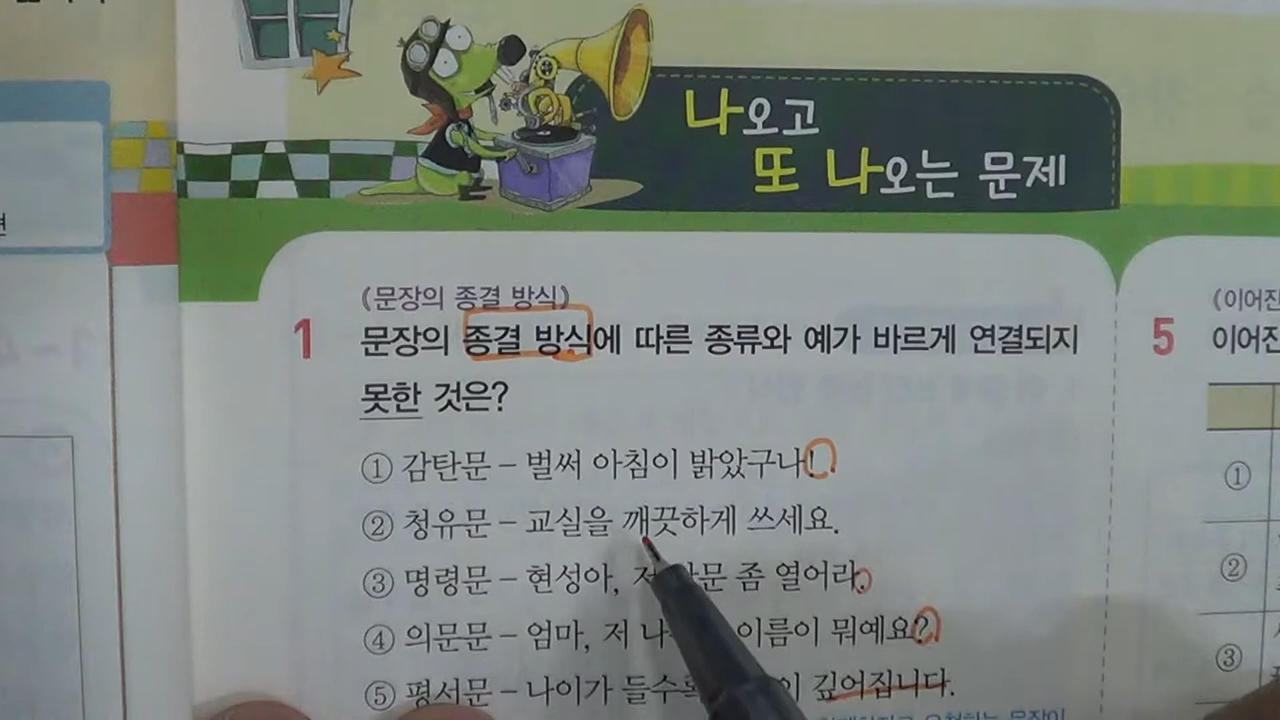 나오고
또 나오는 문제
《문장의 종결 방식》
1 문장의 종결 방식에 따른 종류와 예가 바르게 연결되지
못한 것은?
① 감탄문 – 벌써 아침이 밝았구나!
② 청유문 – 교실을 깨끗하게 쓰세요.
③ 명령문 – 현성아, 저 문 좀 열어라.
④ 의문문 – 엄마, 저 이름이 뭐예요?
⑤ 평서문 – 나이가 들수록 깊어집니다.
《이어진
5 이어진
①
②
③